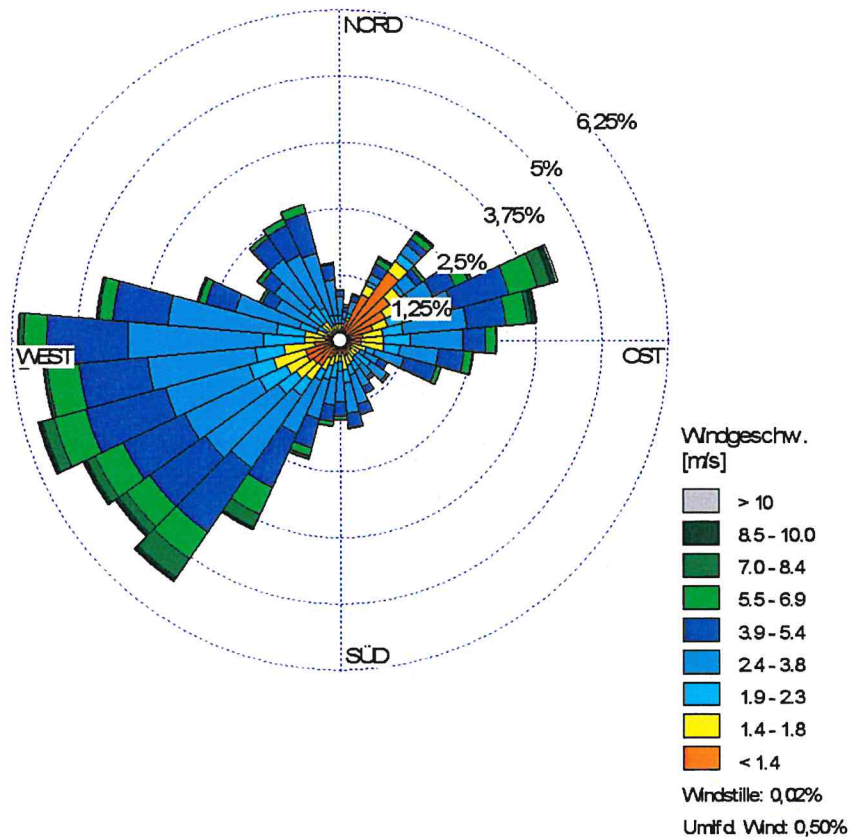 NORD
6,25%
5%
3,75%
2,5%
1,25%
WEST
OST
SÜD
Windgeschw.
[m/s]
> 10
8.5 - 10.0
7.0 - 8.4
5.5 - 6.9
3.9 - 5.4
2.4 - 3.8
1.9 - 2.3
1.4 - 1.8
< 1.4
Windstille: 0,02%
Umlfd. Wind: 0,50%